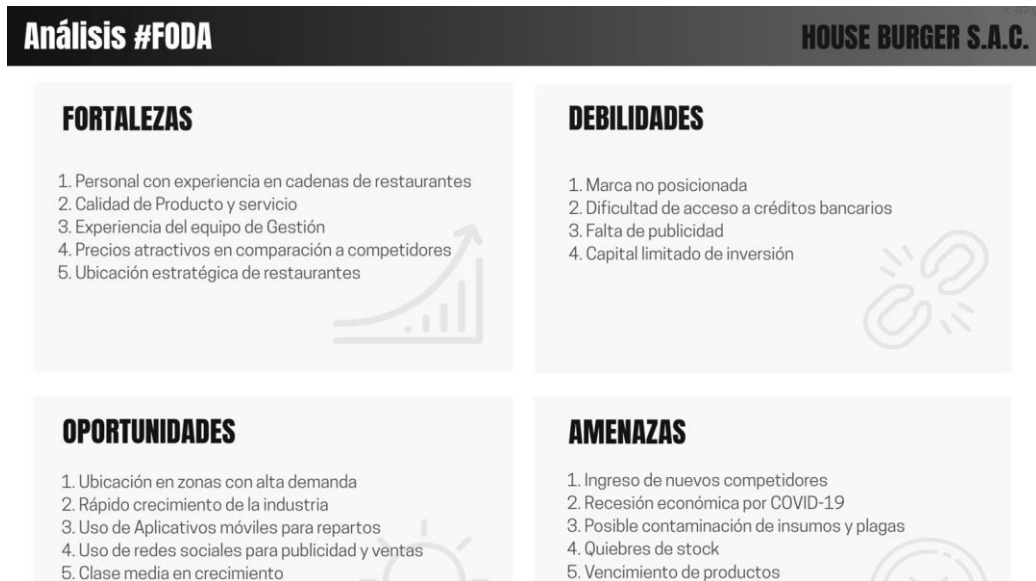 Análisis #FODA
HOUSE BURGER S.A.C.
FORTALEZAS
1. Personal con experiencia en cadenas de restaurantes
2. Calidad de Producto y servicio
3. Experiencia del equipo de Gestión
4. Precios atractivos en comparación a competidores
5. Ubicación estratégica de restaurantes
DEBILIDADES
1. Marca no posicionada
2. Dificultad de acceso a créditos bancarios
3. Falta de publicidad
4. Capital limitado de inversión
OPORTUNIDADES
1. Ubicación en zonas con alta demanda
2. Rápido crecimiento de la industria
3. Uso de Aplicativos móviles para repartos
4. Uso de redes sociales para publicidad y ventas
5. Clase media en crecimiento
AMENAZAS
1. Ingreso de nuevos competidores
2. Recesión económica por COVID-19
3. Posible contaminación de insumos y plagas
4. Quiebres de stock
5. Vencimiento de productos